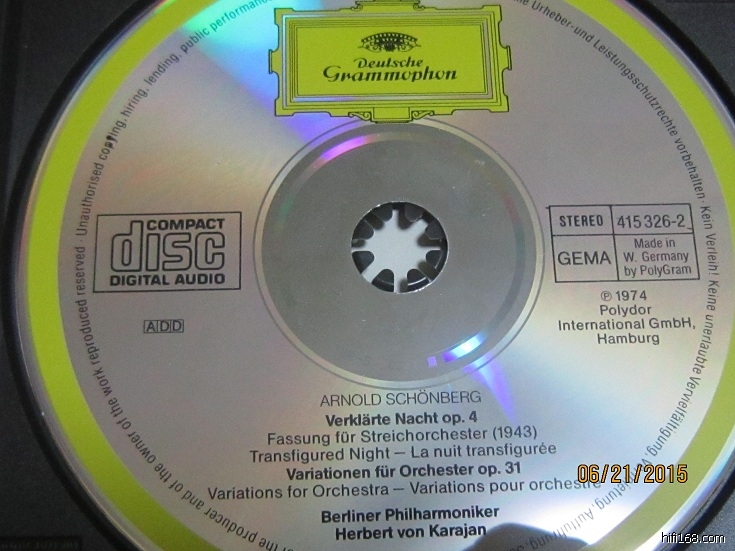 Deutsche
Grammophon
Unauthorised copying, hiring, lending, public performance
e Urheber- und Leistungsschutzrechte vorbehalten · Kein Verleih! Keine unerlaubte Vervielfältigung
of the producer and of the owner of the work reproduced reserved ·
COMPACT
disc
DIGITAL AUDIO
ADD
STEREO 415 326-2
GEMA
Made in
W. Germany
by PolyGram
℗ 1974
Polydor
International GmbH,
Hamburg
ARNOLD SCHÖNBERG
Verklärte Nacht op. 4
Fassung für Streichorchester (1943)
Transfigured Night – La nuit transfigurée
Variationen für Orchester op. 31
Variations for Orchestra – Variations pour orchestre
Berliner Philharmoniker
Herbert von Karajan
06/21/2015
hifi168.com